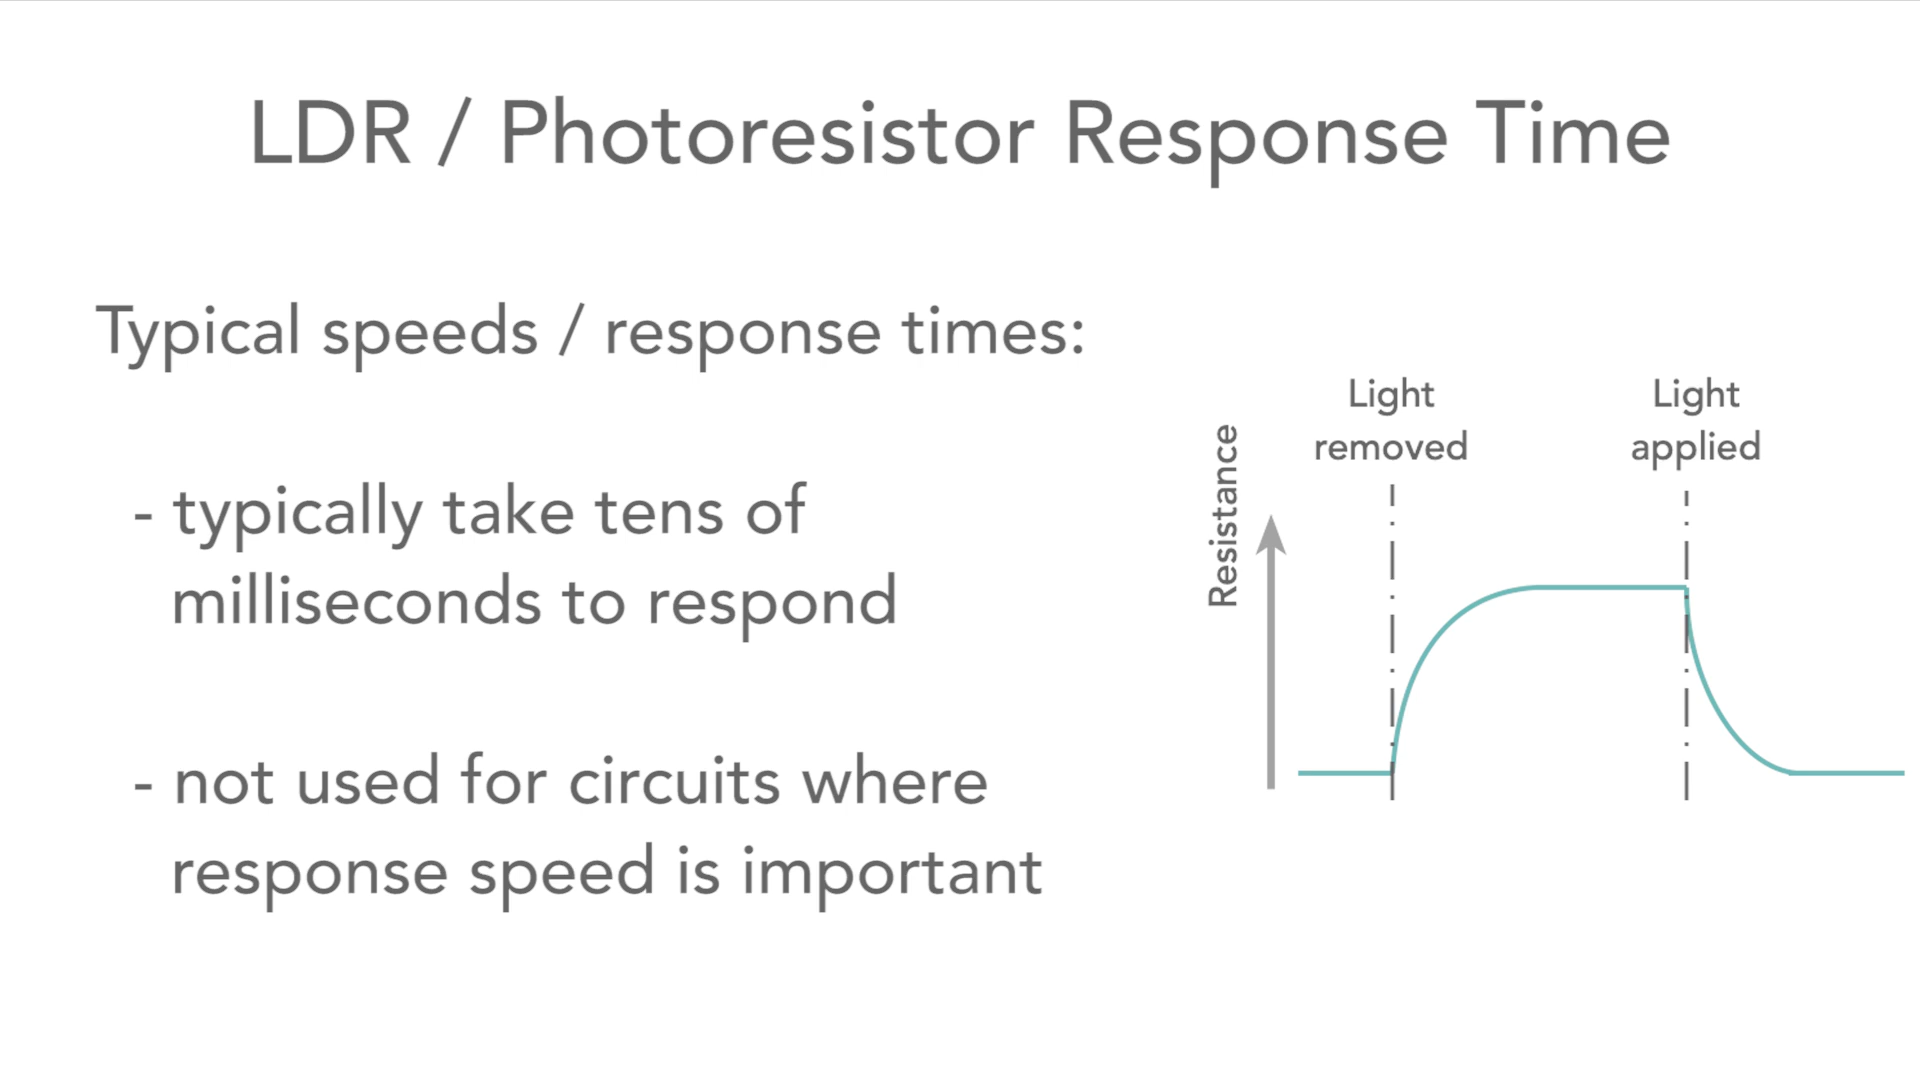 LDR / Photoresistor Response Time
Typical speeds / response times:
- typically take tens of
milliseconds to respond
- not used for circuits where
response speed is important
Light
removed
Light
applied
Resistance